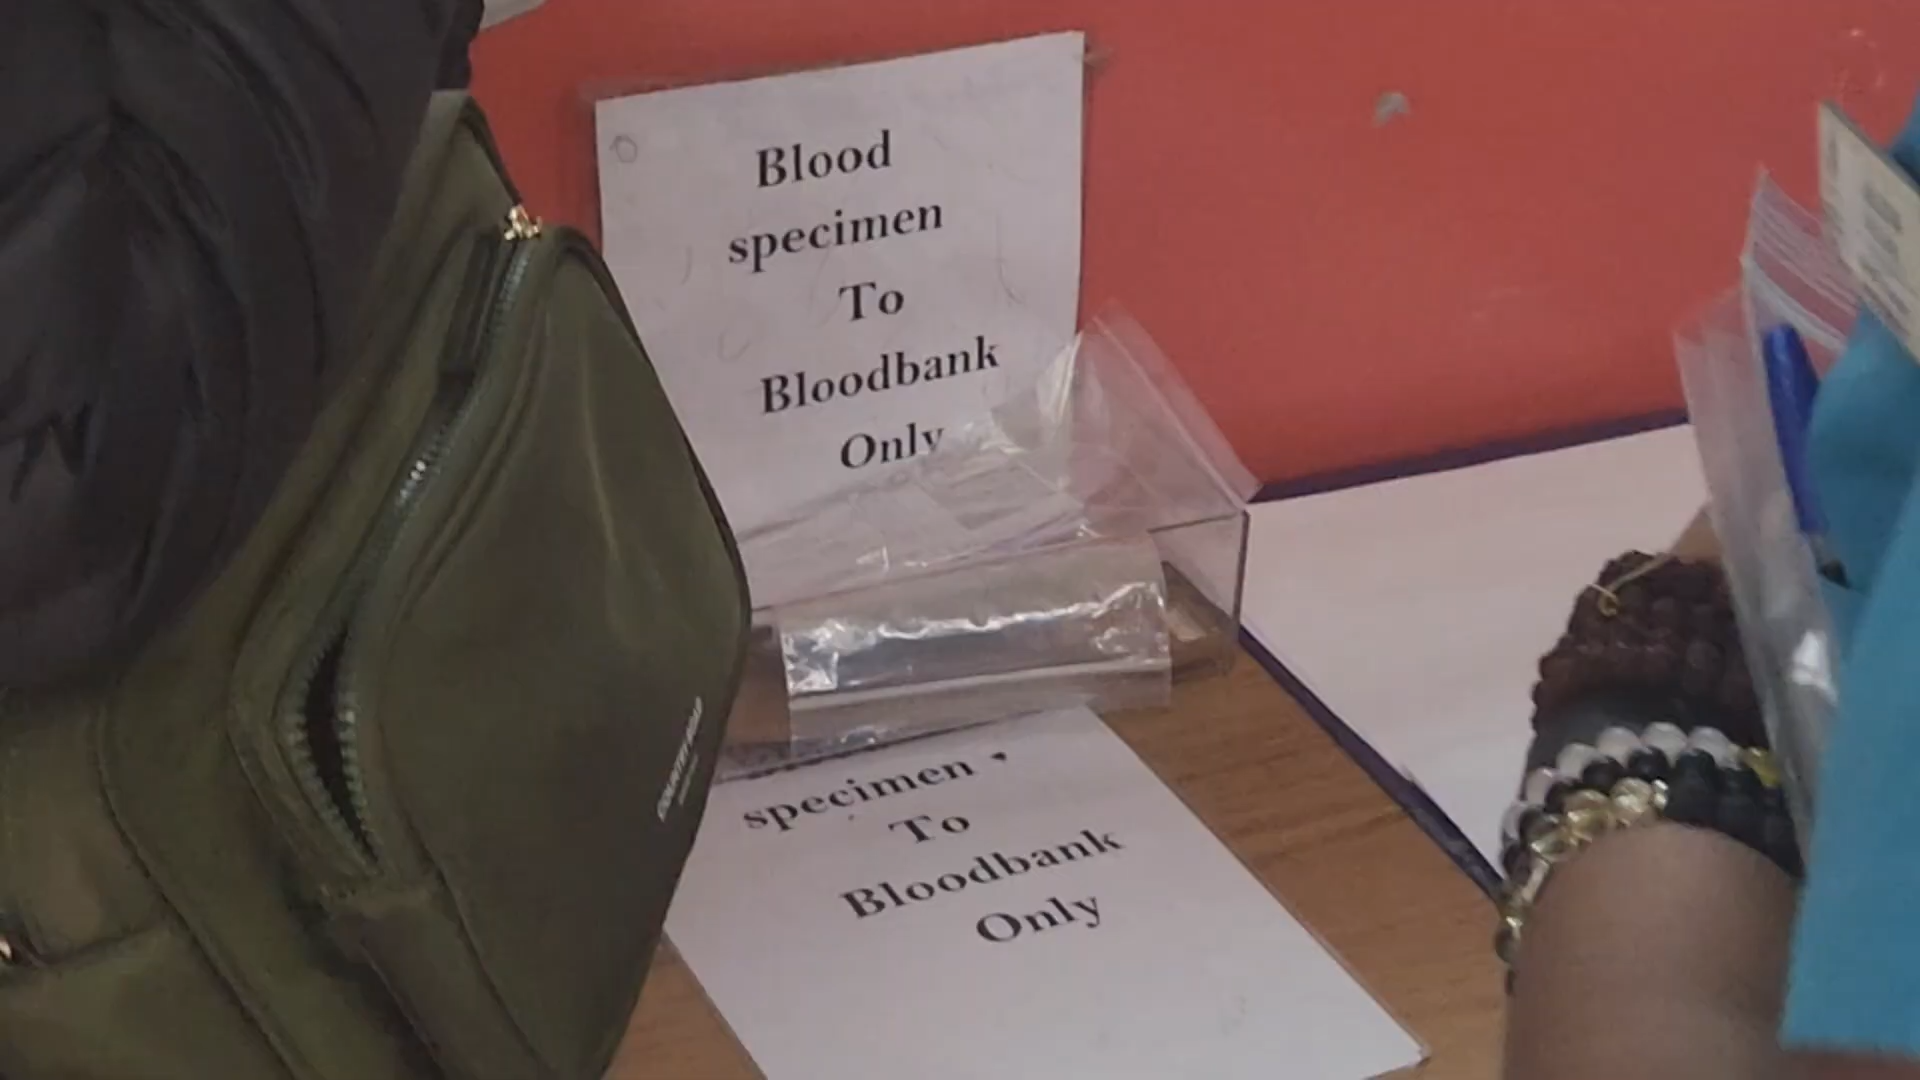 Blood
specimen
To
Bloodbank
Only
specimen
To
Bloodbank
Only